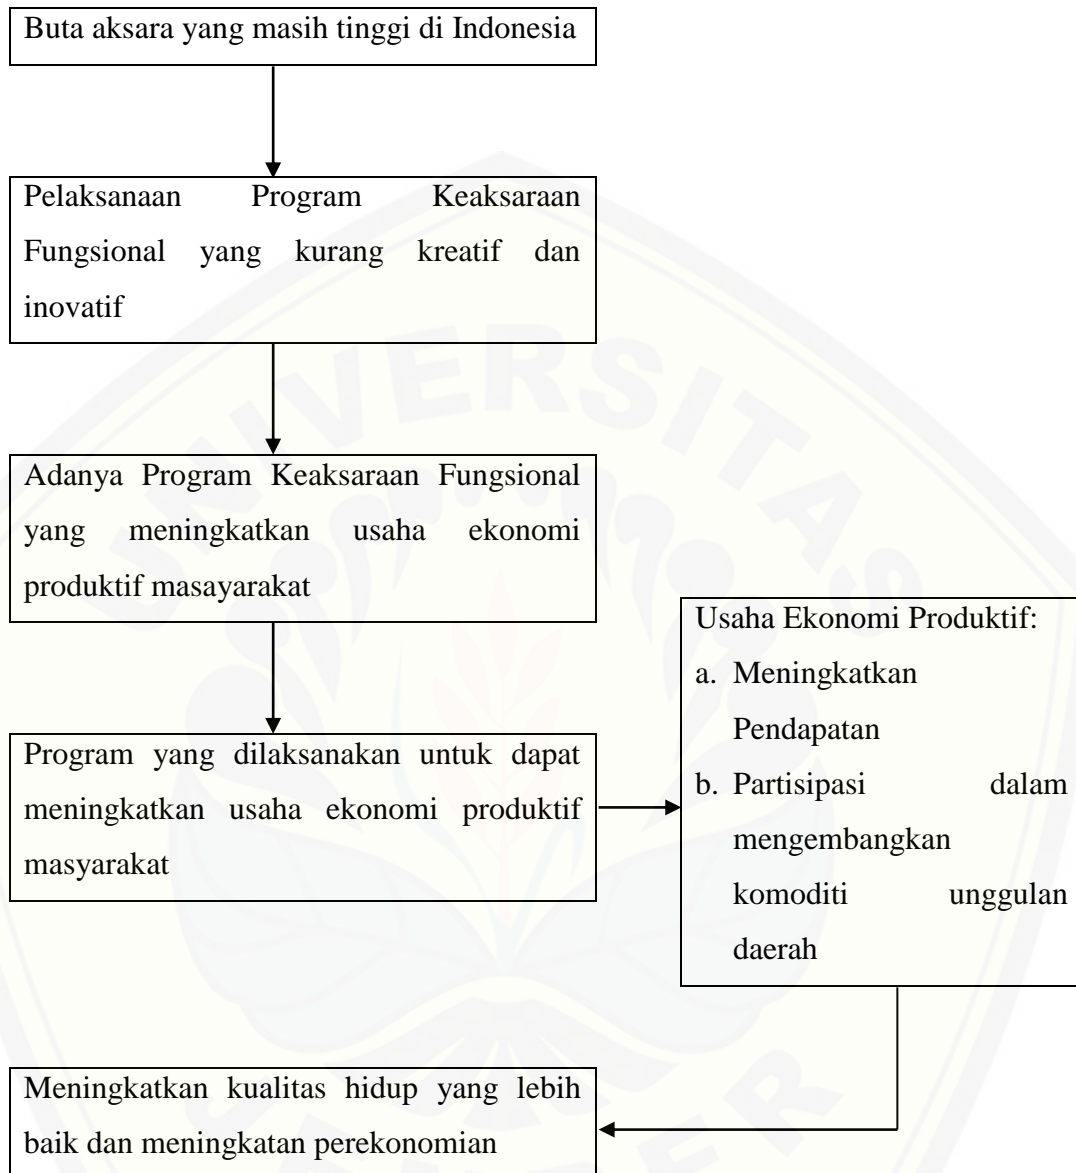 Buta aksara yang masih tinggi di Indonesia
Pelaksanaan Program Keaksaraan
Fungsional yang kurang kreatif dan
inovatif
Adanya Program Keaksaraan Fungsional
yang meningkatkan usaha ekonomi
produktif masayarakat
Program yang dilaksanakan untuk dapat
meningkatkan usaha ekonomi produktif
masyarakat
Usaha Ekonomi Produktif:
a. Meningkatkan
Pendapatan
b. Partisipasi dalam
mengembangkan
komoditi unggulan
daerah
Meningkatkan kualitas hidup yang lebih
baik dan meningkatan perekonomian
UNIVERSITAS